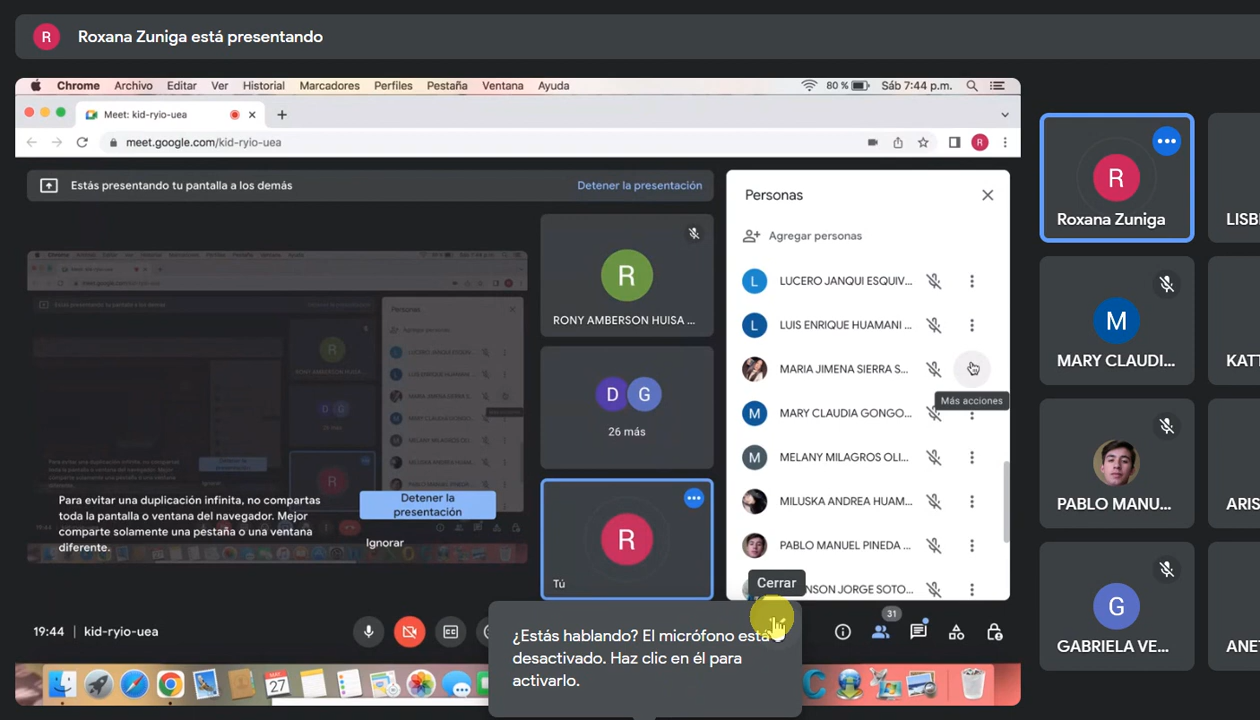 R
Roxana Zuniga está presentando
Chrome Archivo Editar Ver Historial Marcadores Perfiles Pestaña Ventana Ayuda
80 % Sáb 7:44 p.m.
Meet: kid-ryio-uea
meet.google.com/kid-ryio-uea
R
Estás presentando tu pantalla a los demás
Detener la presentación
R
RONY AMBERSON HUISA ...
D G
26 más
R
Tú
Para evitar una duplicación infinita, no compartas
toda la pantalla o ventana del navegador. Mejor
comparte solamente una pestaña o una ventana
diferente.
Detener la
presentación
Ignorar
Personas
Agregar personas
L LUCERO JANQUI ESQUIV...
L LUIS ENRIQUE HUAMANI ...
MARIA JIMENA SIERRA S...
Más acciones
M MARY CLAUDIA GONGO...
M MELANY MILAGROS OLI...
MILUSKA ANDREA HUAM...
PABLO MANUEL PINEDA ...
NSON JORGE SOTO...
Cerrar
19:44 | kid-ryio-uea
31
¿Estás hablando? El micrófono está
desactivado. Haz clic en él para
activarlo.
MAY
27
R
Roxana Zuniga
LISB
M
MARY CLAUDI...
KATT
PABLO MANU...
ARIS
G
GABRIELA VE...
ANE